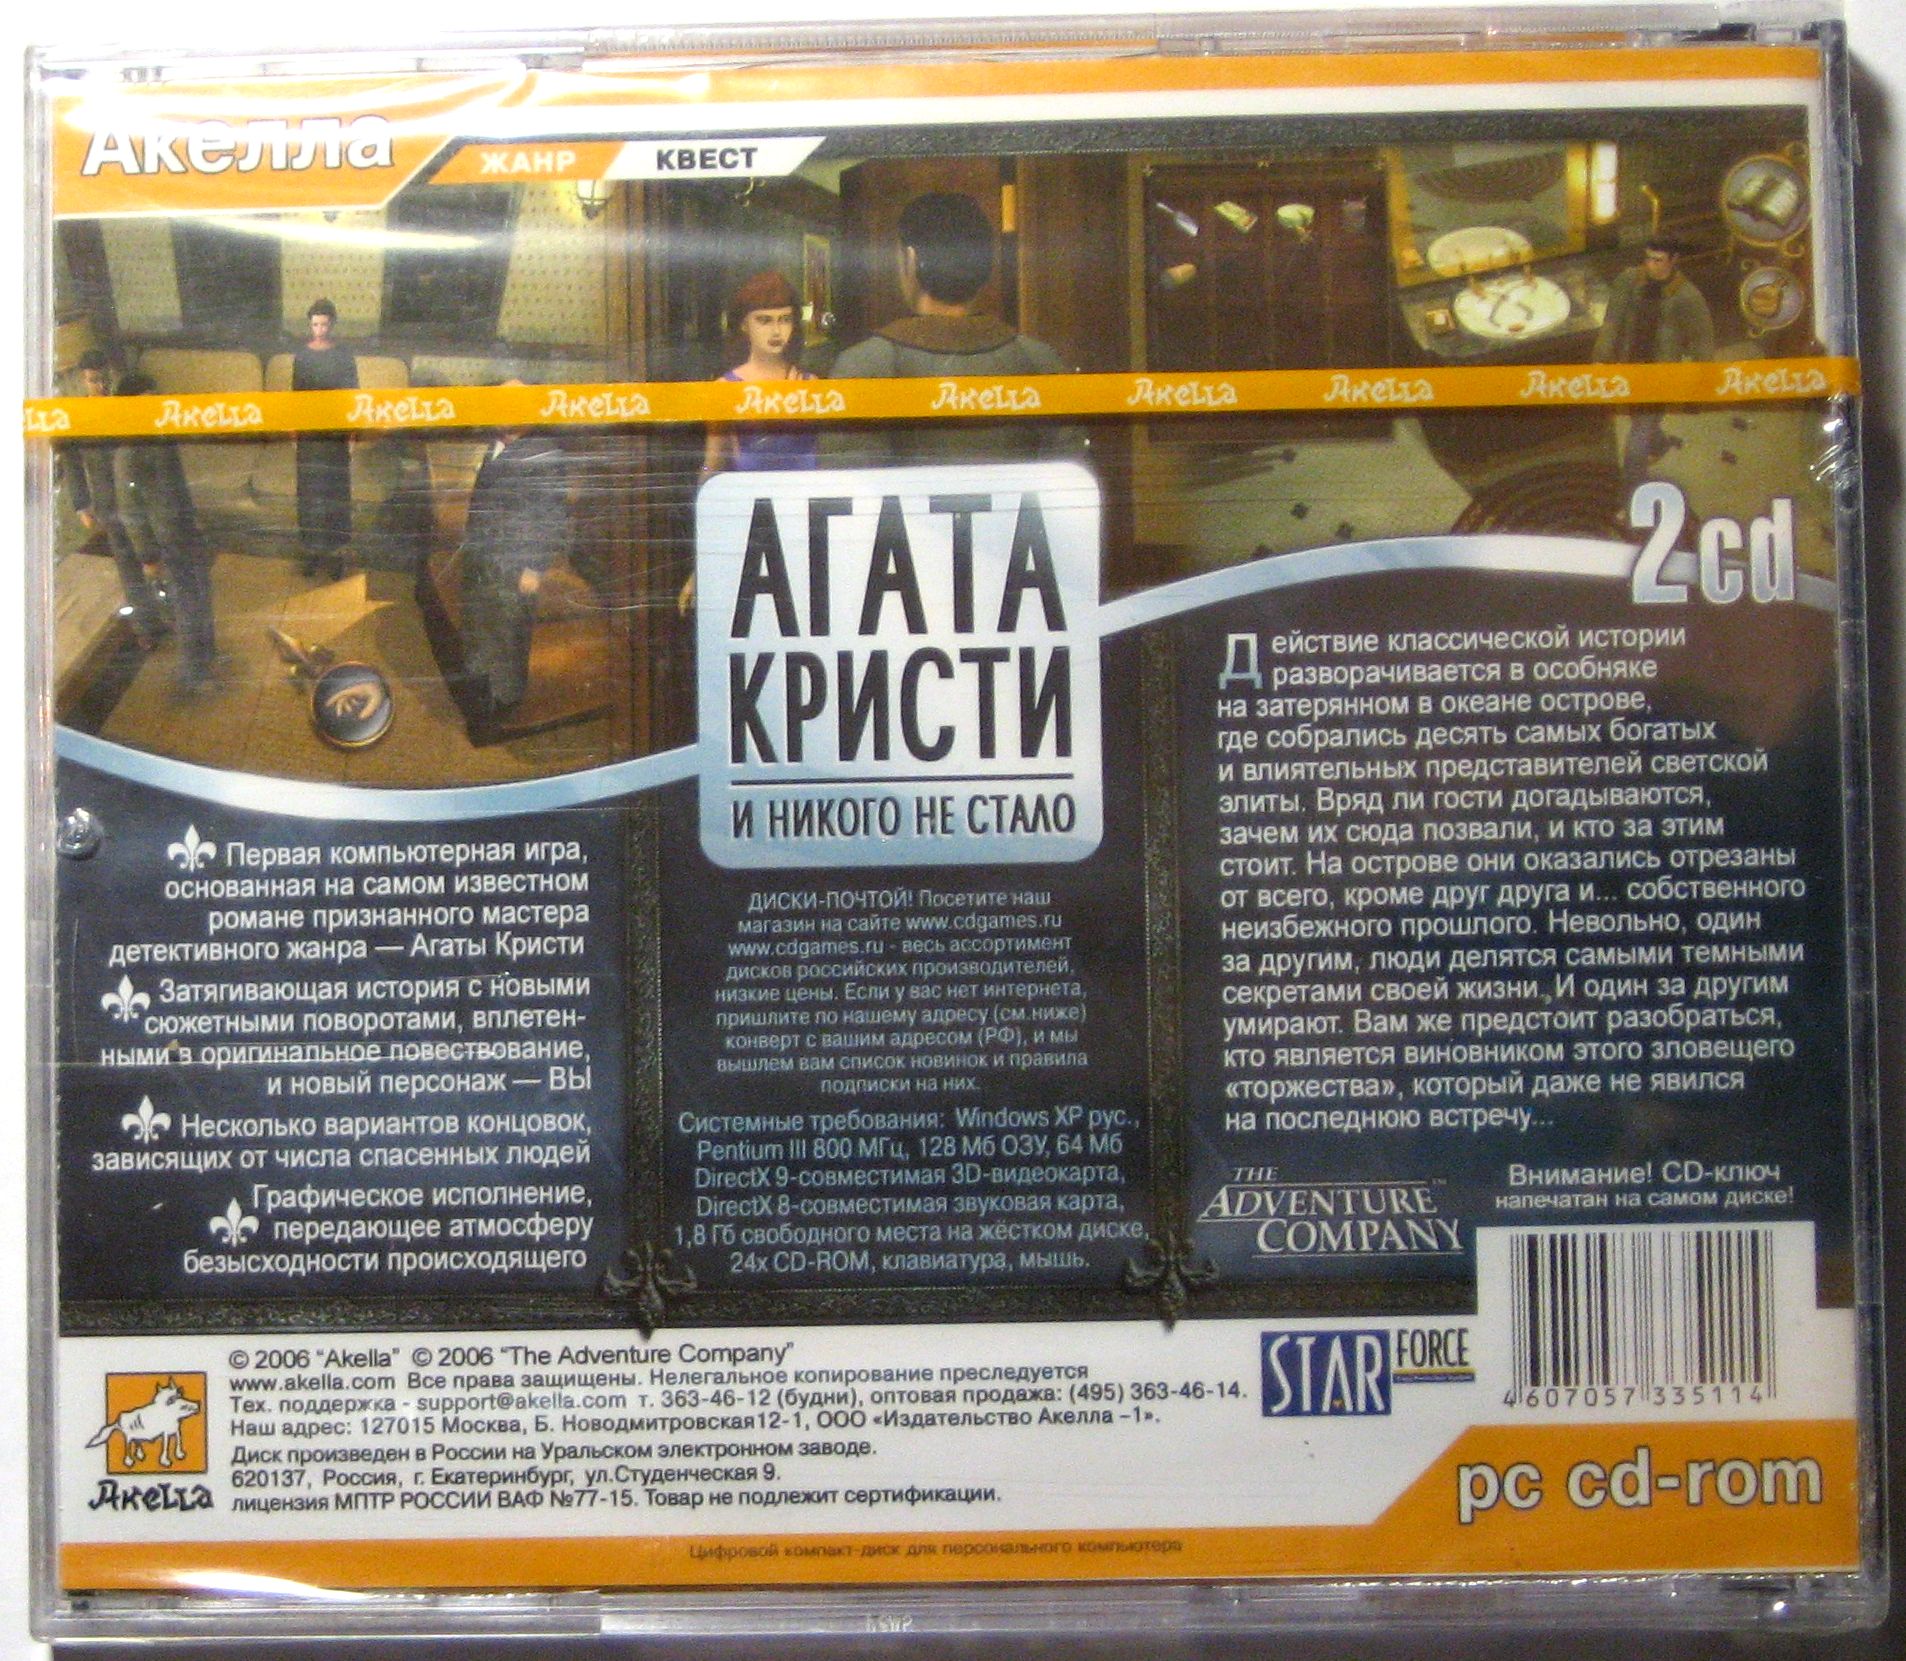 Акелла
ЖАНР КВЕСТ
Акелла Акелла Акелла Акелла Акелла Акелла Акелла Акелла Акелла
АГАТА
КРИСТИ
И НИКОГО НЕ СТАЛО
2cd
Первая компьютерная игра,
основанная на самом известном
романе признанного мастера
детективного жанра — Агаты Кристи
Затягивающая история с новыми
сюжетными поворотами, вплетен-
ными в оригинальное повествование,
и новый персонаж — ВЫ
Несколько вариантов концовок,
зависящих от числа спасенных людей
Графическое исполнение,
передающее атмосферу
безысходности происходящего
ДИСКИ-ПОЧТОЙ! Посетите наш
магазин на сайте www.cdgames.ru
www.cdgames.ru - весь ассортимент
дисков российских производителей,
низкие цены. Если у вас нет интернета,
пришлите по нашему адресу (см.ниже)
конверт с вашим адресом (РФ), и мы
вышлем вам список новинок и правила
подписки на них.
Системные требования: Windows XP рус.,
Pentium III 800 МГц, 128 Мб ОЗУ, 64 Мб
DirectX 9-совместимая 3D-видеокарта,
DirectX 8-совместимая звуковая карта,
1,8 Гб свободного места на жёстком диске,
24x CD-ROM, клавиатура, мышь.
Действие классической истории
разворачивается в особняке
на затерянном в океане острове,
где собрались десять самых богатых
и влиятельных представителей светской
элиты. Вряд ли гости догадываются,
зачем их сюда позвали, и кто за этим
стоит. На острове они оказались отрезаны
от всего, кроме друг друга и... собственного
неизбежного прошлого. Невольно, один
за другим, люди делятся самыми темными
секретами своей жизни. И один за другим
умирают. Вам же предстоит разобраться,
кто является виновником этого зловещего
«торжества», который даже не явился
на последнюю встречу...
THE
ADVENTURE™
COMPANY
Внимание! CD-ключ
напечатан на самом диске!
4 607057 335114
STAR FORCE
© 2006 "Akella" © 2006 "The Adventure Company"
www.akella.com Все права защищены. Нелегальное копирование преследуется
Тех. поддержка - support@akella.com т. 363-46-12 (будни), оптовая продажа: (495) 363-46-14.
Наш адрес: 127015 Москва, Б. Новодмитровская12-1, ООО «Издательство Акелла –1».
Диск произведен в России на Уральском электронном заводе.
620137, Россия, г. Екатеринбург, ул.Студенческая 9.
лицензия МПТР РОССИИ ВАФ №77-15. Товар не подлежит сертификации.
Акелла
pc cd-rom
Цифровой компакт-диск для персонального компьютера